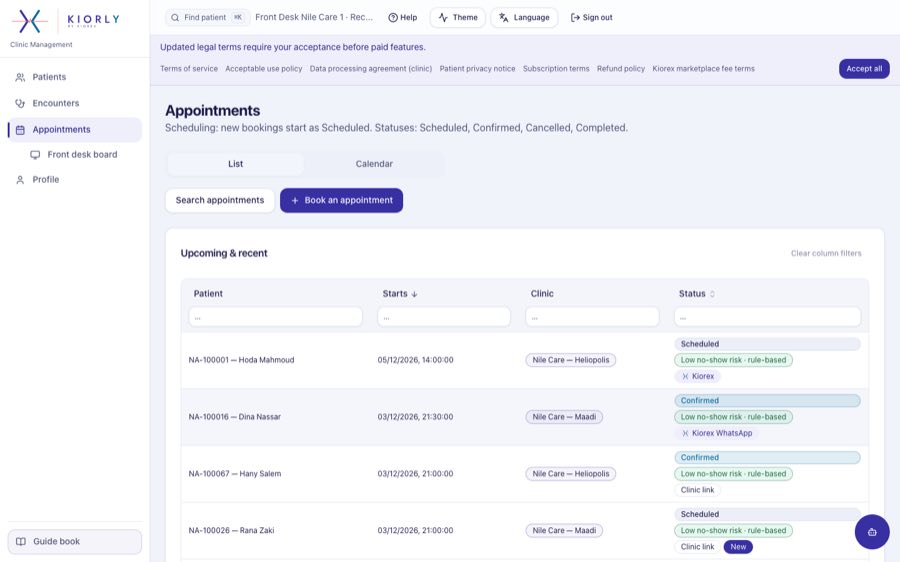 KIORLY
BY KIOREX
Clinic Management
Patients
Encounters
Appointments
Front desk board
Profile
Guide book
Find patient ⌘K
Front Desk Nile Care 1 · Rec...
Help
Theme
Language
Sign out
Updated legal terms require your acceptance before paid features.
Terms of service Acceptable use policy Data processing agreement (clinic) Patient privacy notice Subscription terms Refund policy Kiorex marketplace fee terms
Accept all
Appointments
Scheduling: new bookings start as Scheduled. Statuses: Scheduled, Confirmed, Cancelled, Completed.
List
Calendar
Search appointments
+ Book an appointment
Upcoming & recent
Clear column filters
Patient Starts ↓ Clinic Status
... ... ... ...
NA-100001 — Hoda Mahmoud 05/12/2026, 14:00:00 Nile Care — Heliopolis Scheduled
Low no-show risk · rule-based
Kiorex
NA-100016 — Dina Nassar 03/12/2026, 21:30:00 Nile Care — Maadi Confirmed
Low no-show risk · rule-based
Kiorex WhatsApp
NA-100067 — Hany Salem 03/12/2026, 21:00:00 Nile Care — Heliopolis Confirmed
Low no-show risk · rule-based
Clinic link
NA-100026 — Rana Zaki 03/12/2026, 21:00:00 Nile Care — Maadi Scheduled
Low no-show risk · rule-based
Clinic link New